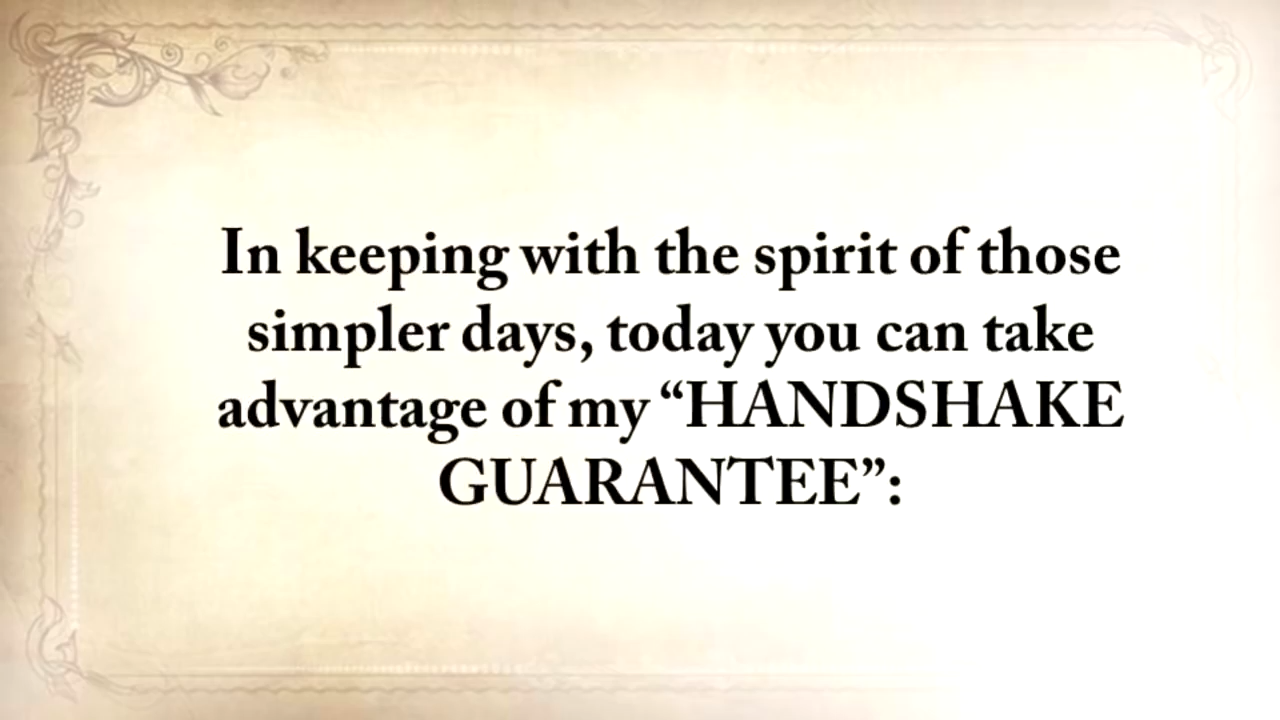 In keeping with the spirit of those
simpler days, today you can take
advantage of my “HANDSHAKE
GUARANTEE”: